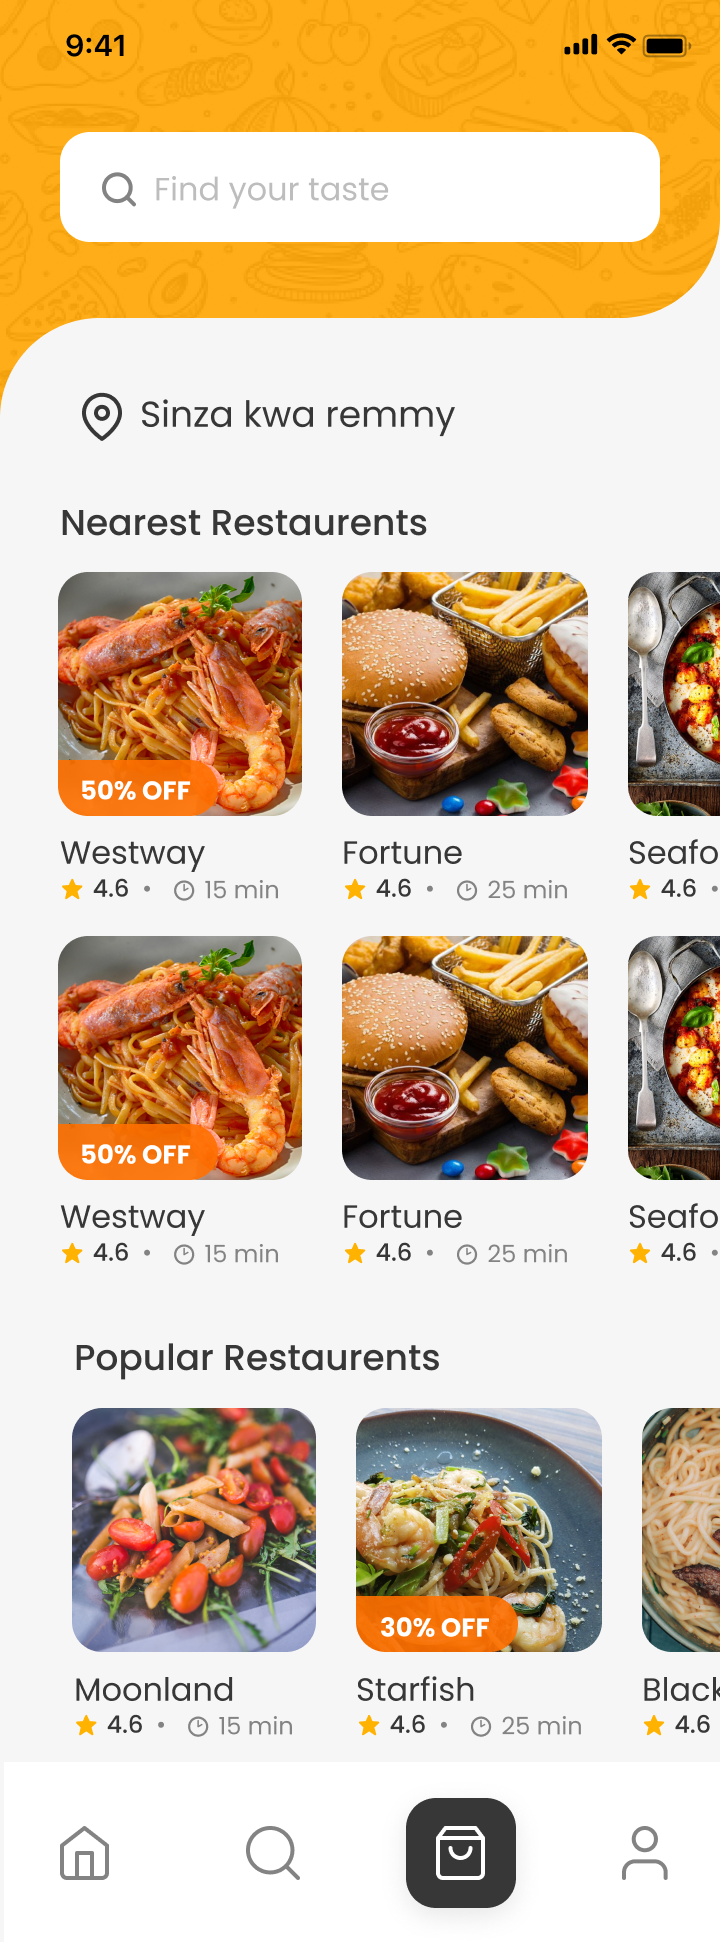 9:41
Find your taste
Sinza kwa remmy
Nearest Restaurents
50% OFF
Westway
4.6 • 15 min
Fortune
4.6 • 25 min
Seafo
4.6 •
50% OFF
Westway
4.6 • 15 min
Fortune
4.6 • 25 min
Seafo
4.6 •
Popular Restaurents
Moonland
4.6 • 15 min
30% OFF
Starfish
4.6 • 25 min
Black
4.6